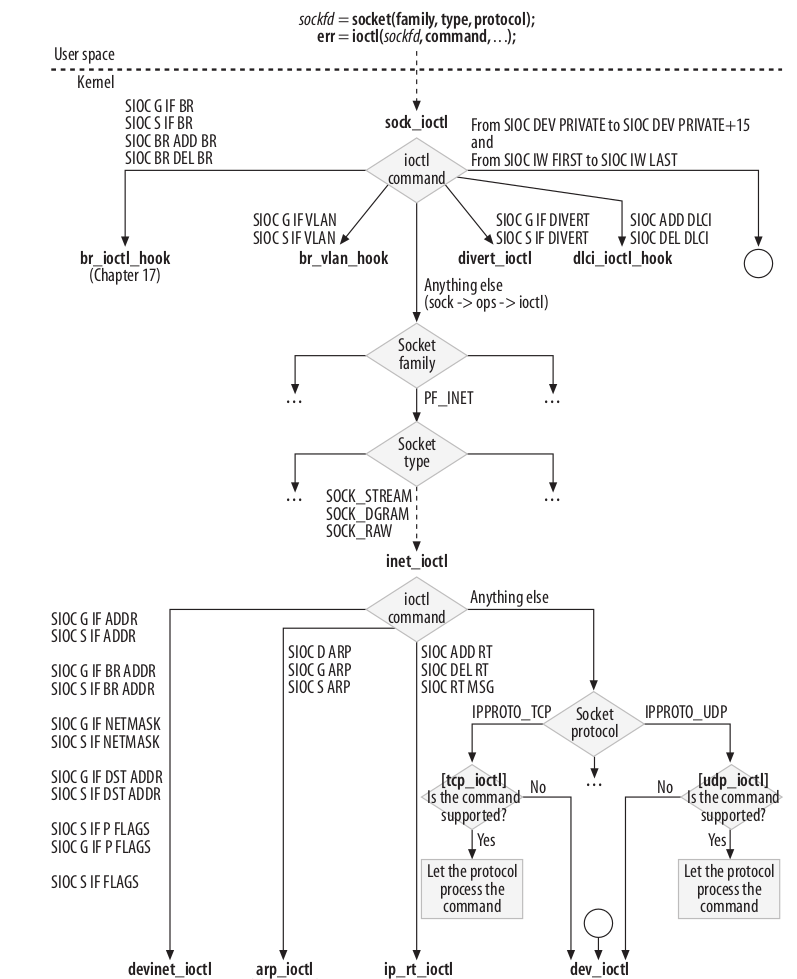 sockfd = socket(family, type, protocol);
err = ioctl(sockfd, command, . . .);
User space
Kernel
SIOC G IF BR
SIOC S IF BR
SIOC BR ADD BR
SIOC BR DEL BR
sock_ioctl
ioctl
command
From SIOC DEV PRIVATE to SIOC DEV PRIVATE+15
and
From SIOC IW FIRST to SIOC IW LAST
SIOC G IF VLAN
SIOC S IF VLAN
SIOC G IF DIVERT
SIOC S IF DIVERT
SIOC ADD DLCI
SIOC DEL DLCI
br_ioctl_hook
(Chapter 17)
br_vlan_hook
divert_ioctl
dlci_ioctl_hook
Anything else
(sock -> ops -> ioctl)
Socket
family
...
...
PF_INET
Socket
type
...
...
SOCK_STREAM
SOCK_DGRAM
SOCK_RAW
inet_ioctl
ioctl
command
Anything else
SIOC G IF ADDR
SIOC S IF ADDR
SIOC G IF BR ADDR
SIOC S IF BR ADDR
SIOC G IF NETMASK
SIOC S IF NETMASK
SIOC G IF DST ADDR
SIOC S IF DST ADDR
SIOC S IF P FLAGS
SIOC G IF P FLAGS
SIOC S IF FLAGS
SIOC D ARP
SIOC G ARP
SIOC S ARP
SIOC ADD RT
SIOC DEL RT
SIOC RT MSG
IPPROTO_TCP
Socket
protocol
IPPROTO_UDP
...
[tcp_ioctl]
Is the command
supported?
No
Yes
Let the protocol
process the
command
No
[udp_ioctl]
Is the command
supported?
Yes
Let the protocol
process the
command
devinet_ioctl
arp_ioctl
ip_rt_ioctl
dev_ioctl